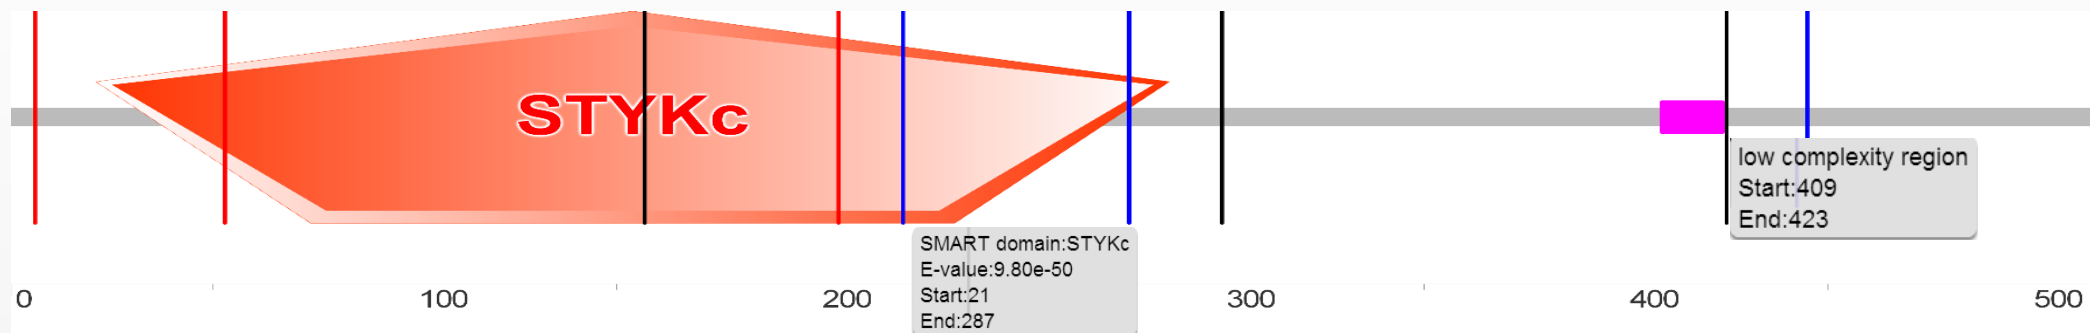 STYKc
low complexity region
Start:409
End:423
SMART domain:STYKc
E-value:9.80e-50
Start:21
End:287
0 100 200 300 400 500